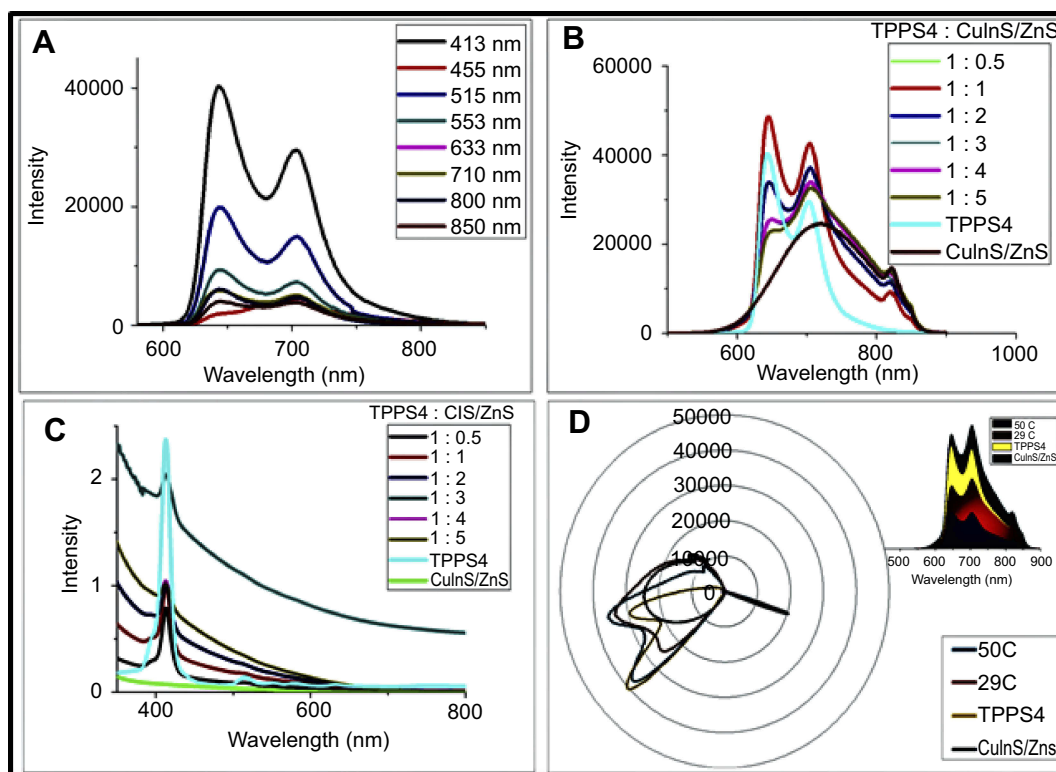 A
413 nm
455 nm
515 nm
553 nm
633 nm
710 nm
800 nm
850 nm
40000
20000
0
Intensity
600
700
800
Wavelength (nm)
B
TPPS4 : CuInS/ZnS
1 : 0.5
1 : 1
1 : 2
1 : 3
1 : 4
1 : 5
TPPS4
CuInS/ZnS
60000
40000
20000
0
Intensity
600
800
1000
Wavelength (nm)
C
TPPS4 : CIS/ZnS
1 : 0.5
1 : 1
1 : 2
1 : 3
1 : 4
1 : 5
TPPS4
CuInS/ZnS
2
1
0
Intensity
400
500
600
700
800
Wavelength (nm)
D
50000
40000
30000
20000
10000
0
50 C
29 C
TPPS4
CuInS/ZnS
500
600
700
800
900
Wavelength (nm)
50C
29C
TPPS4
CuInS/Zns